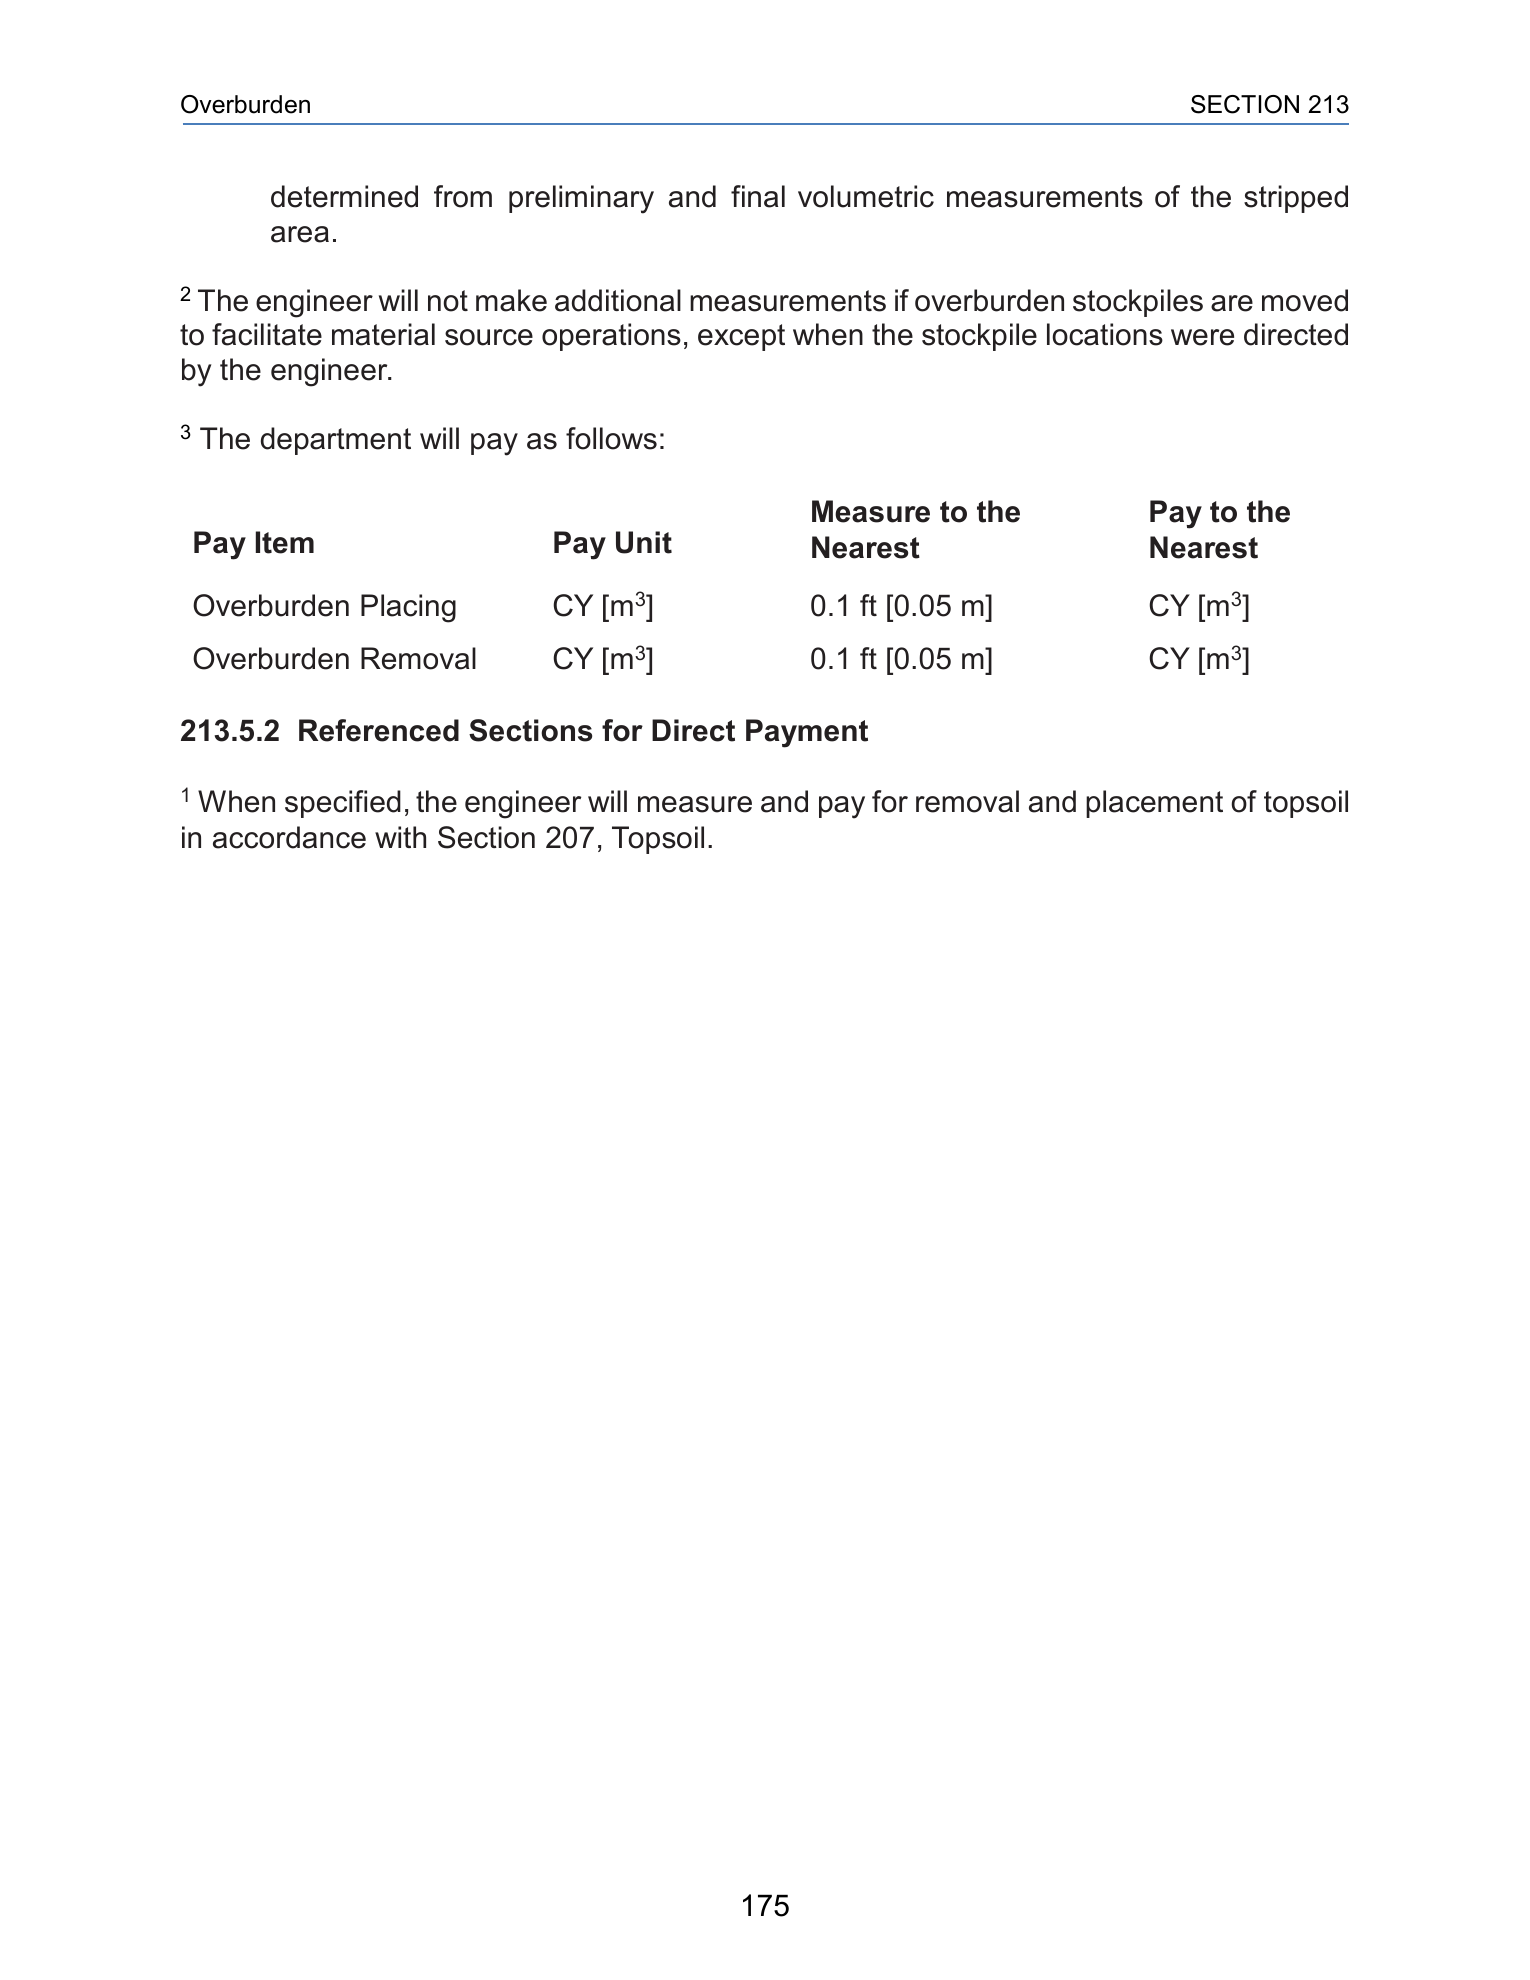 Overburden SECTION 213
determined from preliminary and final volumetric measurements of the stripped
area.
² The engineer will not make additional measurements if overburden stockpiles are moved
to facilitate material source operations, except when the stockpile locations were directed
by the engineer.
³ The department will pay as follows:
Pay Item Pay Unit Measure to the Nearest Pay to the Nearest
Overburden Placing CY [m³] 0.1 ft [0.05 m] CY [m³]
Overburden Removal CY [m³] 0.1 ft [0.05 m] CY [m³]
213.5.2 Referenced Sections for Direct Payment
¹ When specified, the engineer will measure and pay for removal and placement of topsoil
in accordance with Section 207, Topsoil.
175